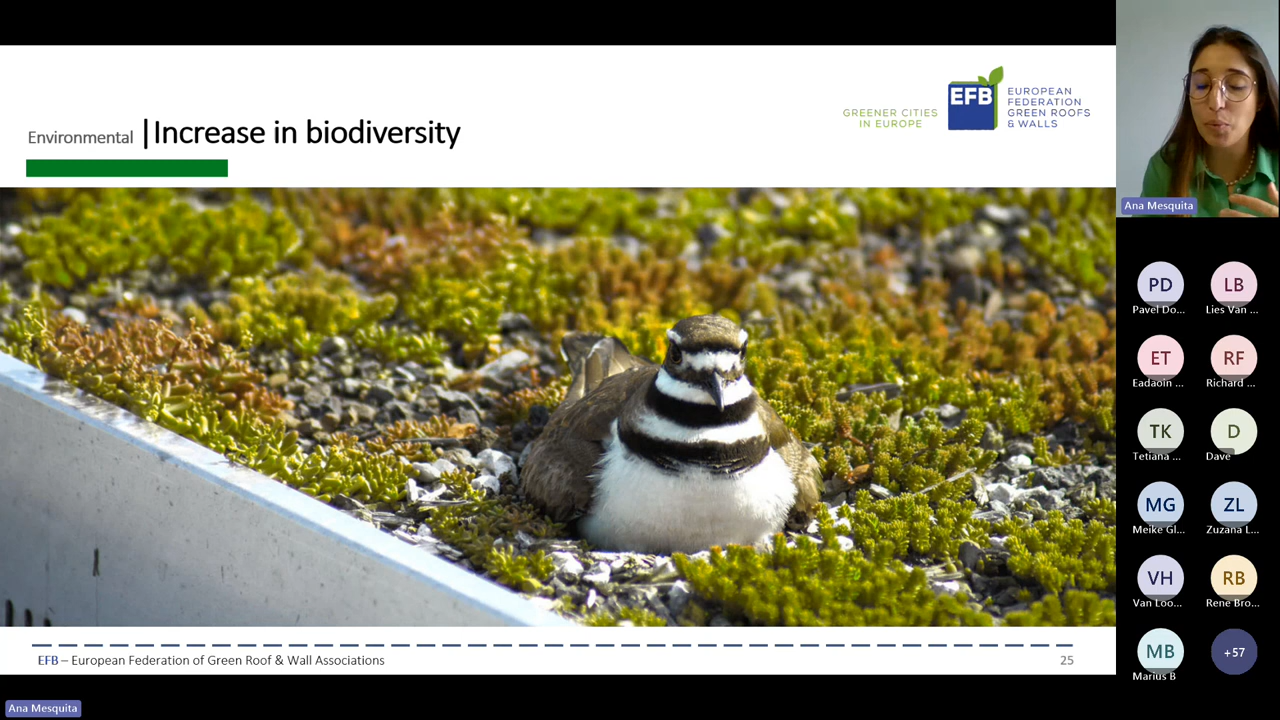 Environmental | Increase in biodiversity
GREENER CITIES
IN EUROPE
EFB
EUROPEAN
FEDERATION
GREEN ROOFS
& WALLS
EFB – European Federation of Green Roof & Wall Associations
25
Ana Mesquita
Ana Mesquita
PD
Pavel Do...
LB
Lies Van ...
ET
Eadaoin ...
RF
Richard ...
TK
Tetiana ...
D
Dave
MG
Meike Gl...
ZL
Zuzana L...
VH
Van Loo...
RB
Rene Bro...
MB
Marius B
+57